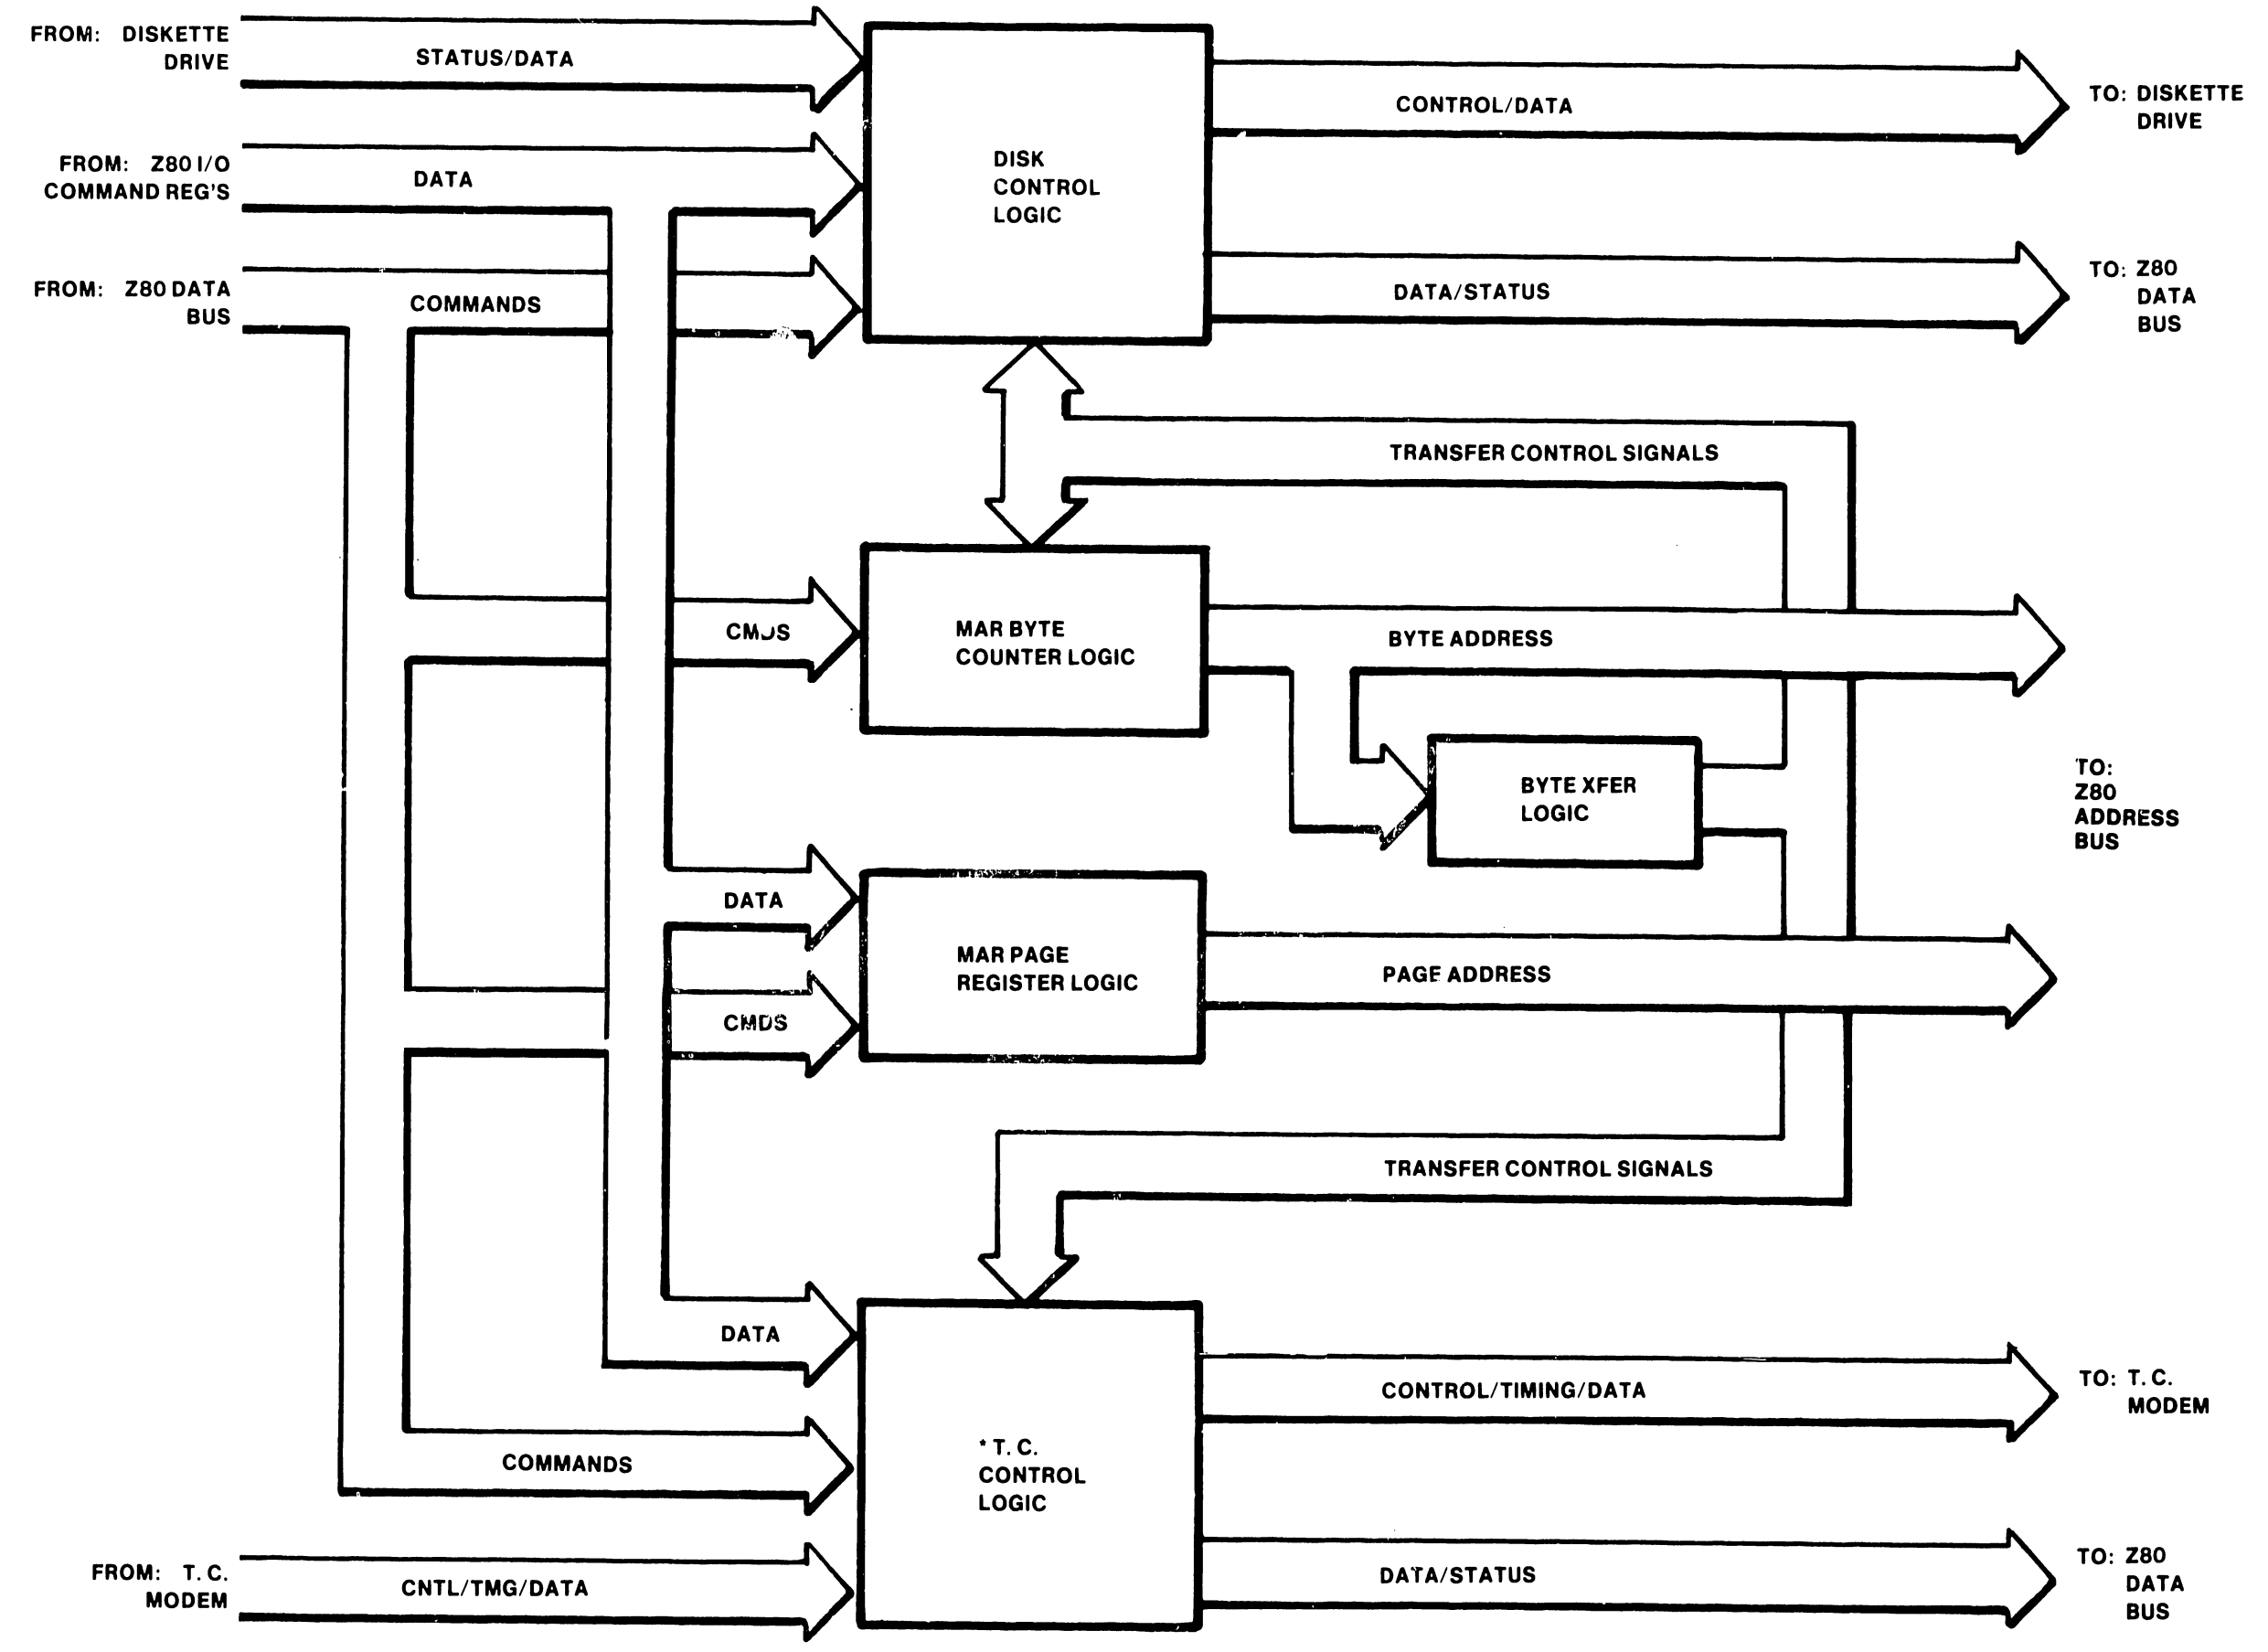 FROM: DISKETTE
DRIVE
STATUS/DATA
CONTROL/DATA
TO: DISKETTE
DRIVE
FROM: Z80 I/O
COMMAND REG'S
DATA
DISK
CONTROL
LOGIC
FROM: Z80 DATA
BUS
COMMANDS
DATA/STATUS
TO: Z80
DATA
BUS
TRANSFER CONTROL SIGNALS
CMDS
MAR BYTE
COUNTER LOGIC
BYTE ADDRESS
BYTE XFER
LOGIC
TO:
Z80
ADDRESS
BUS
DATA
MAR PAGE
REGISTER LOGIC
PAGE ADDRESS
CMDS
TRANSFER CONTROL SIGNALS
DATA
CONTROL/TIMING/DATA
TO: T.C.
MODEM
COMMANDS
* T.C.
CONTROL
LOGIC
FROM: T.C.
MODEM
CNTL/TMG/DATA
DATA/STATUS
TO: Z80
DATA
BUS